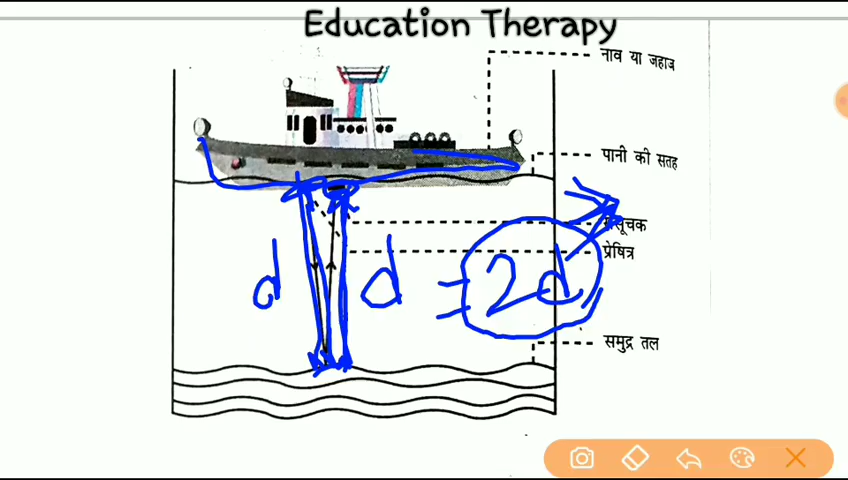 Education Therapy
नाव या जहाज
पानी की सतह
प्रेषित्र
d d = 2d
समुद्र तल